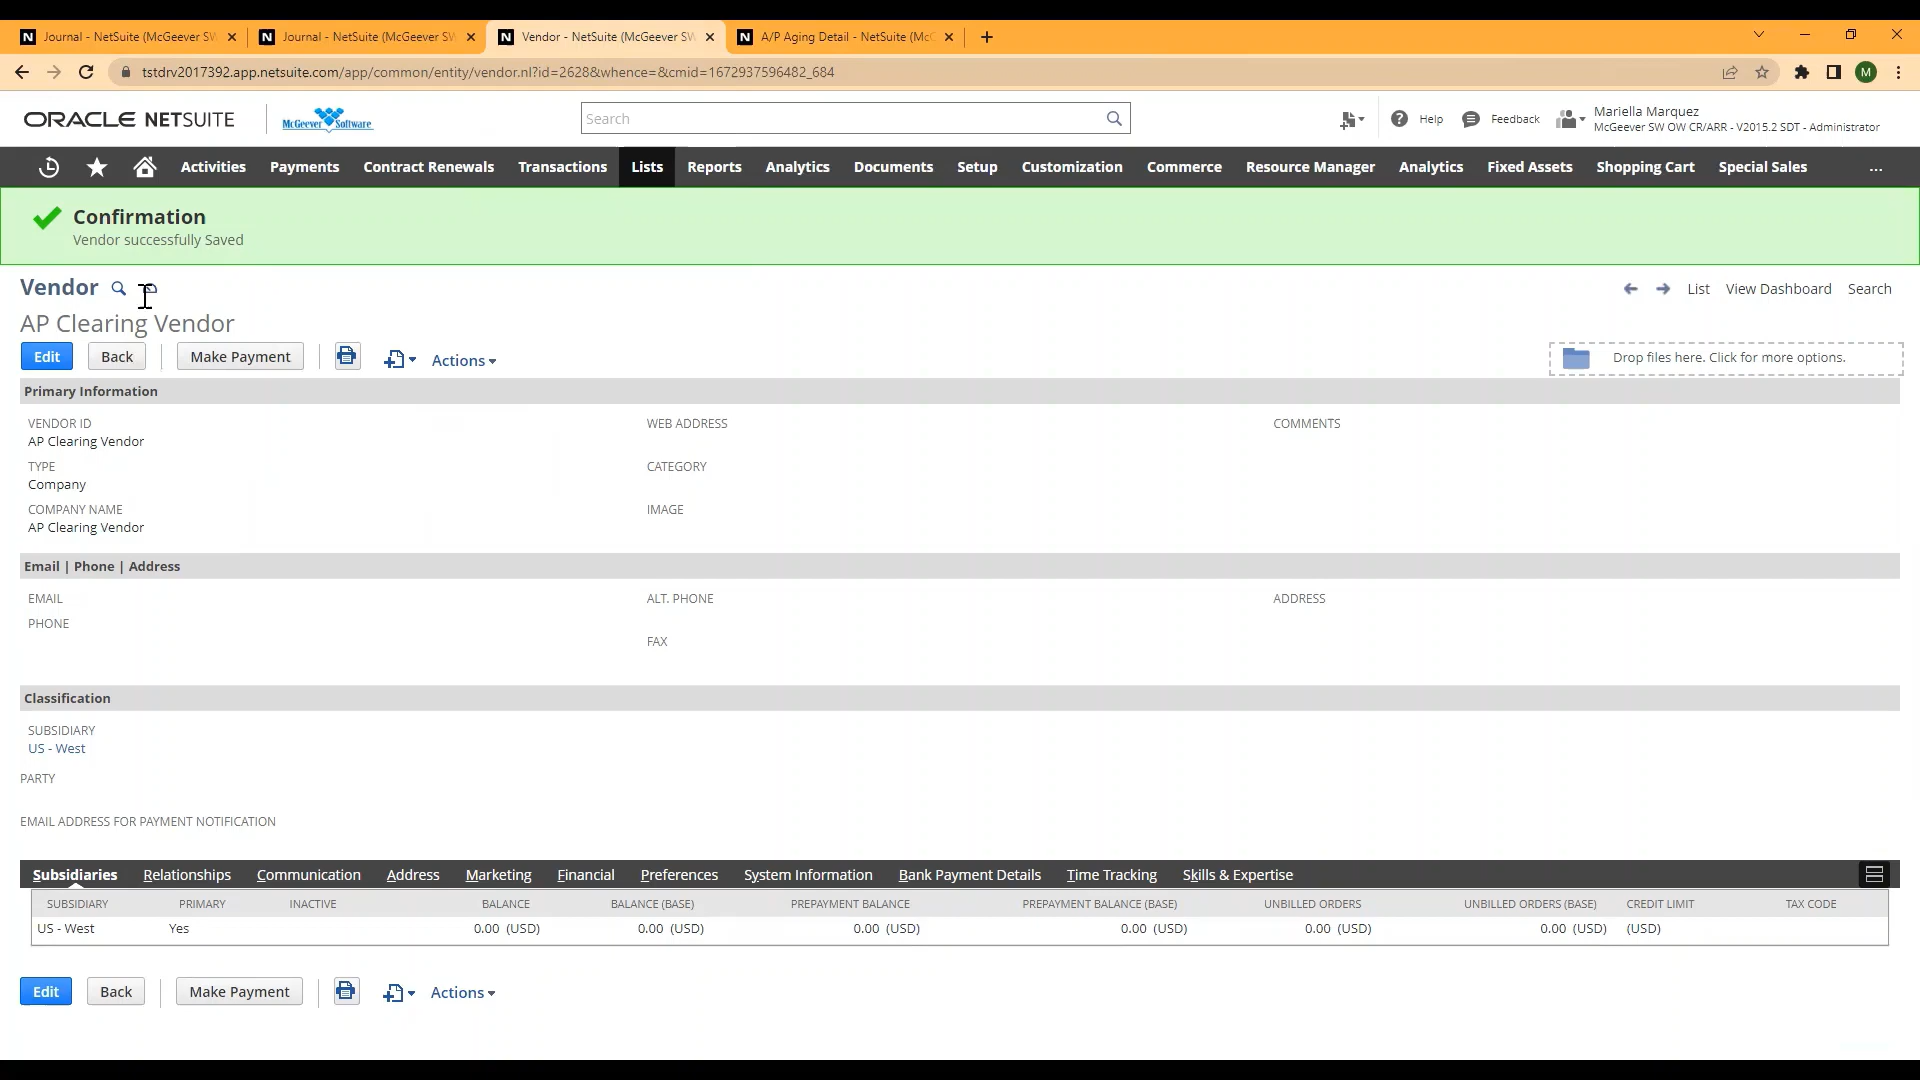 Journal - NetSuite (McGeever SW
Journal - NetSuite (McGeever SW
Vendor - NetSuite (McGeever SW
A/P Aging Detail - NetSuite (McG
tstdrv2017392.app.netsuite.com/app/common/entity/vendor.nl?id=2628&whence=&cmid=1672937596482_684
M
ORACLE NETSUITE
McGeever Software
Search
Help
Feedback
Mariella Marquez
McGeever SW OW CR/ARR - V2015.2 SDT - Administrator
Activities Payments Contract Renewals Transactions Lists Reports Analytics Documents Setup Customization Commerce Resource Manager Analytics Fixed Assets Shopping Cart Special Sales ...
Confirmation
Vendor successfully Saved
Vendor
List View Dashboard Search
AP Clearing Vendor
Edit Back Make Payment Actions
Drop files here. Click for more options.
Primary Information
VENDOR ID
AP Clearing Vendor
TYPE
Company
COMPANY NAME
AP Clearing Vendor
WEB ADDRESS
CATEGORY
IMAGE
COMMENTS
Email | Phone | Address
EMAIL
PHONE
ALT. PHONE
FAX
ADDRESS
Classification
SUBSIDIARY
US - West
PARTY
EMAIL ADDRESS FOR PAYMENT NOTIFICATION
Subsidiaries Relationships Communication Address Marketing Financial Preferences System Information Bank Payment Details Time Tracking Skills & Expertise
SUBSIDIARY PRIMARY INACTIVE BALANCE BALANCE (BASE) PREPAYMENT BALANCE PREPAYMENT BALANCE (BASE) UNBILLED ORDERS UNBILLED ORDERS (BASE) CREDIT LIMIT TAX CODE
US - West Yes 0.00 (USD) 0.00 (USD) 0.00 (USD) 0.00 (USD) 0.00 (USD) 0.00 (USD) (USD)
Edit Back Make Payment Actions